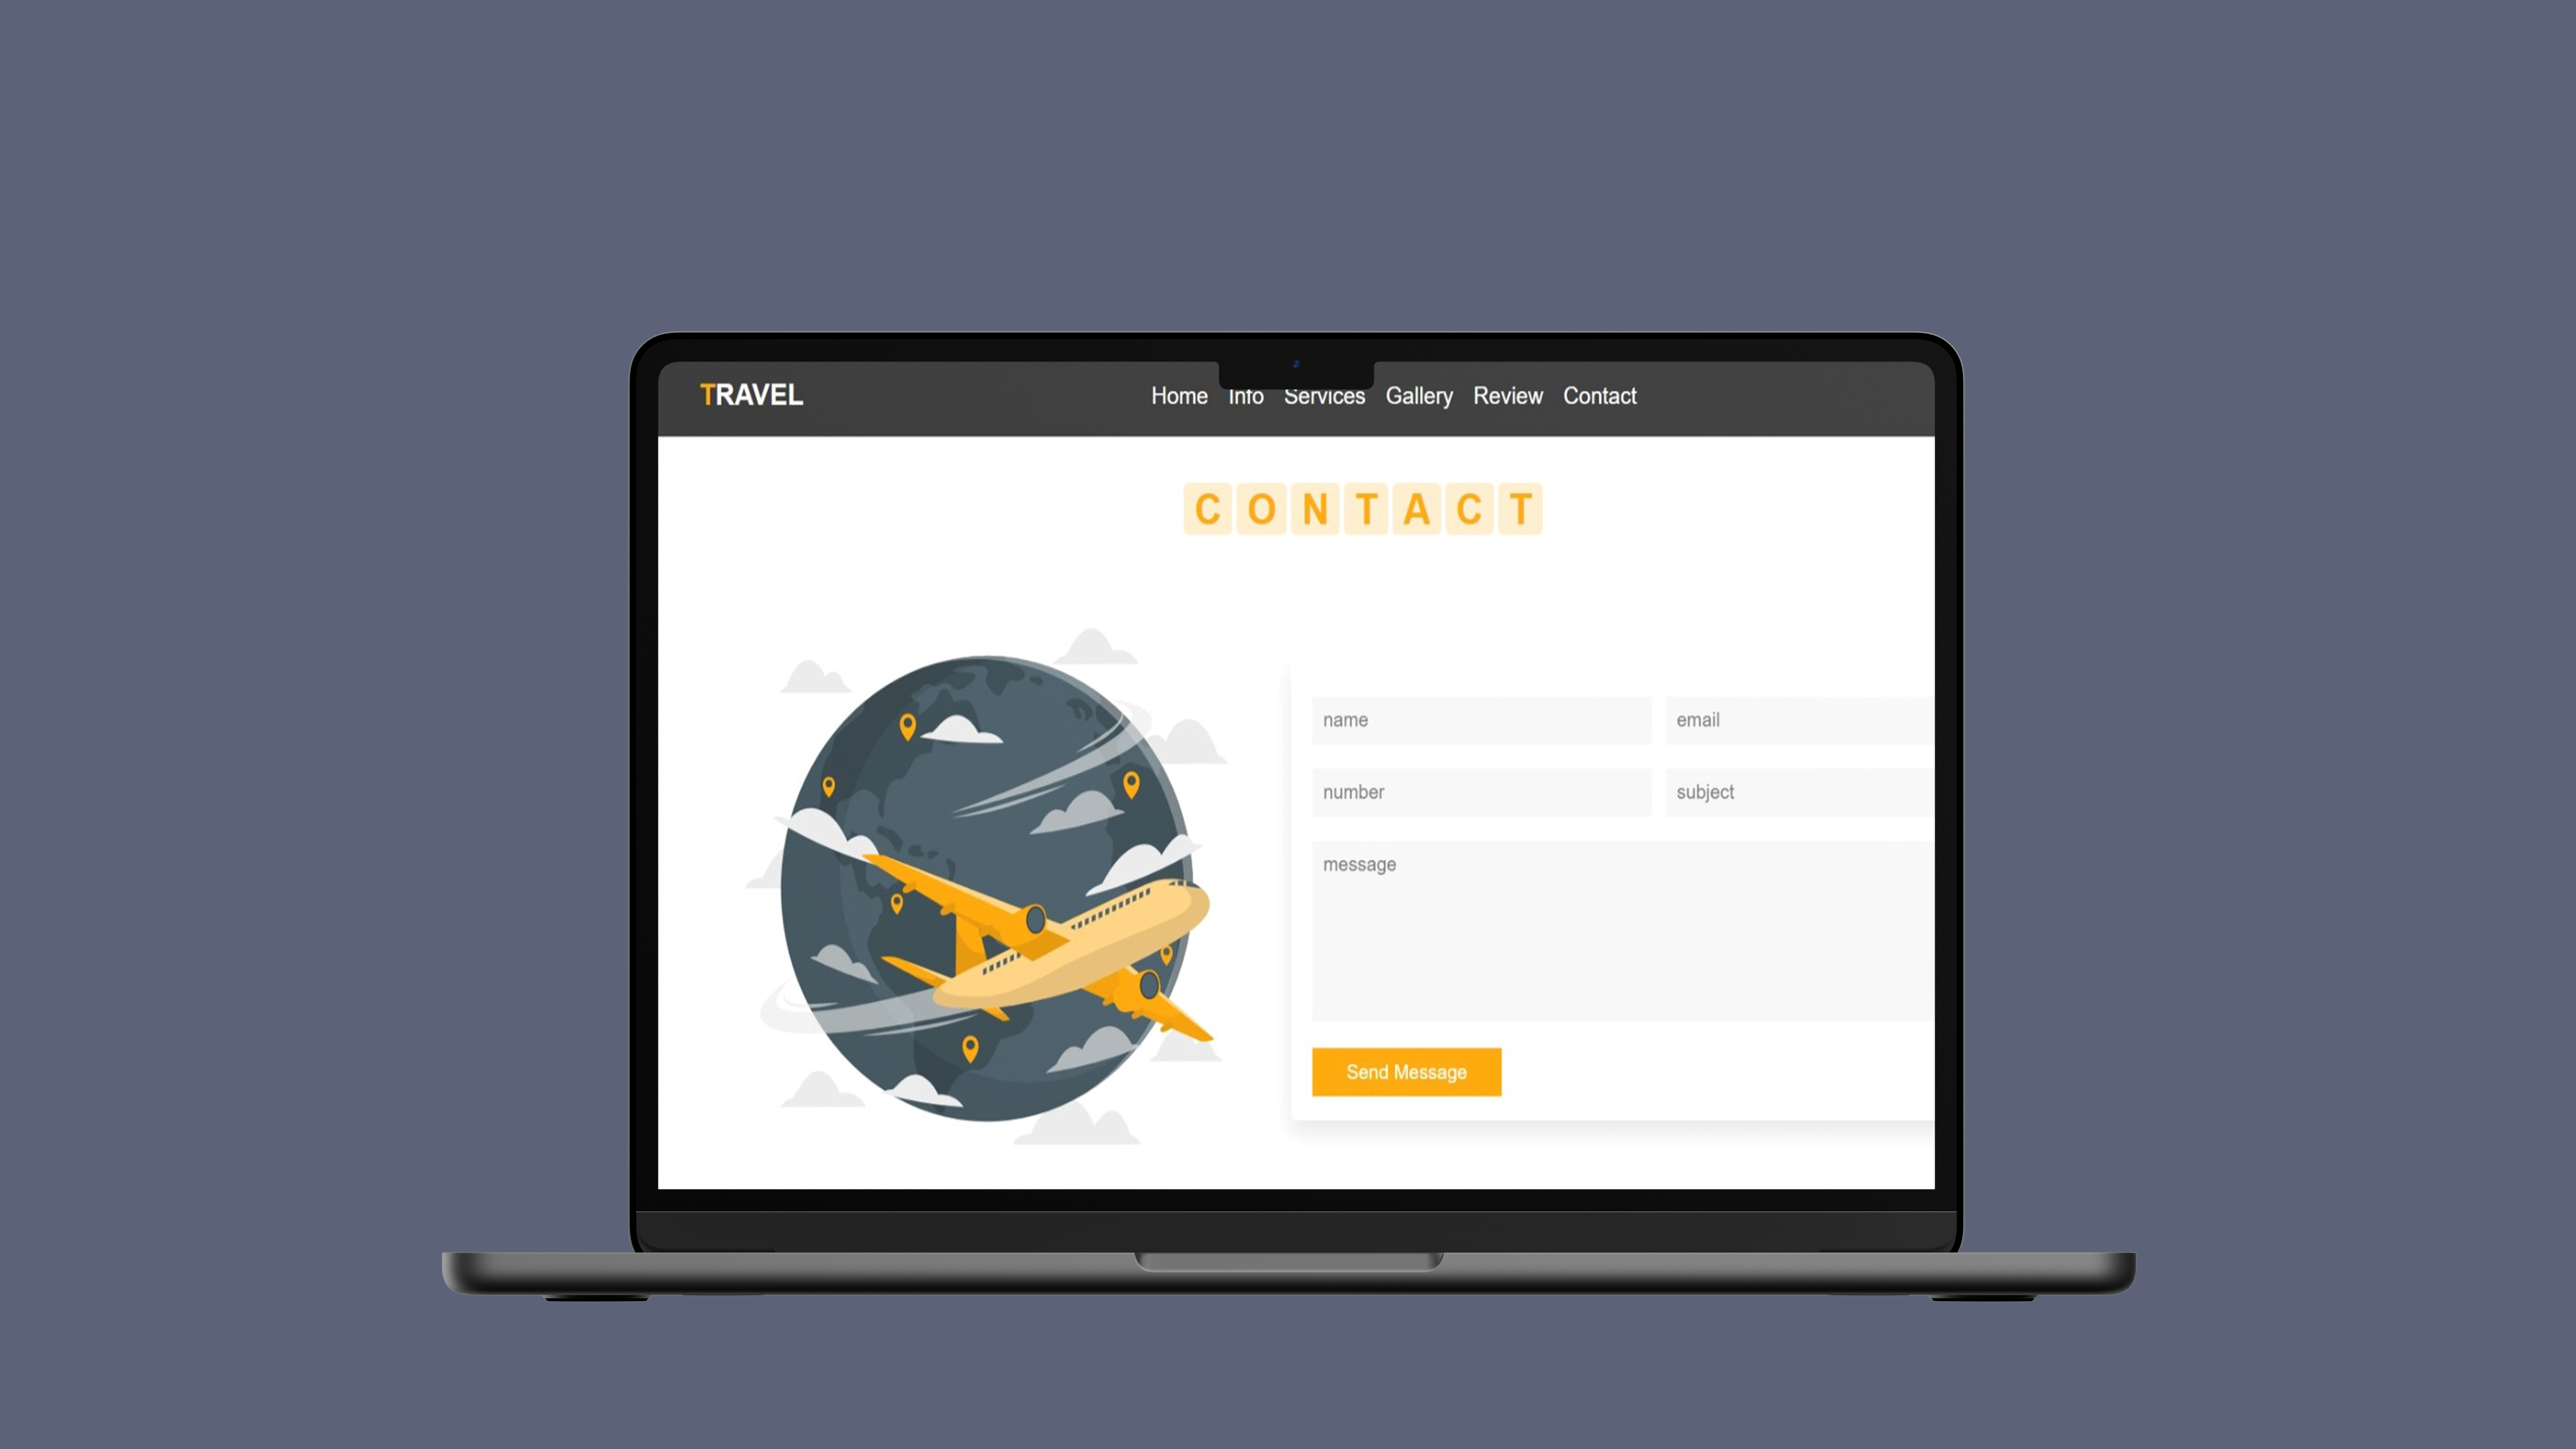 TRAVEL Home Info Services Gallery Review Contact
CONTACT
name email
number subject
message
Send Message